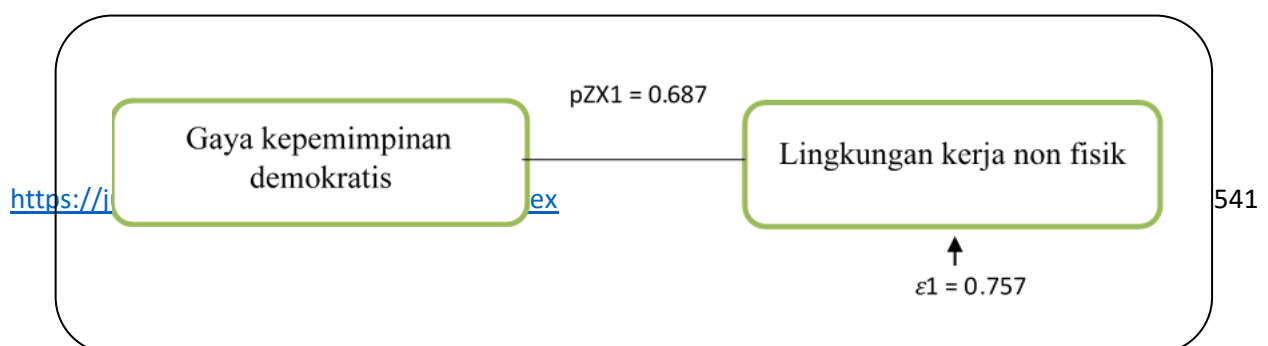 pZX1 = 0.687
Gaya kepemimpinan
demokratis
Lingkungan kerja non fisik
https://j
ex
541
ε1 = 0.757